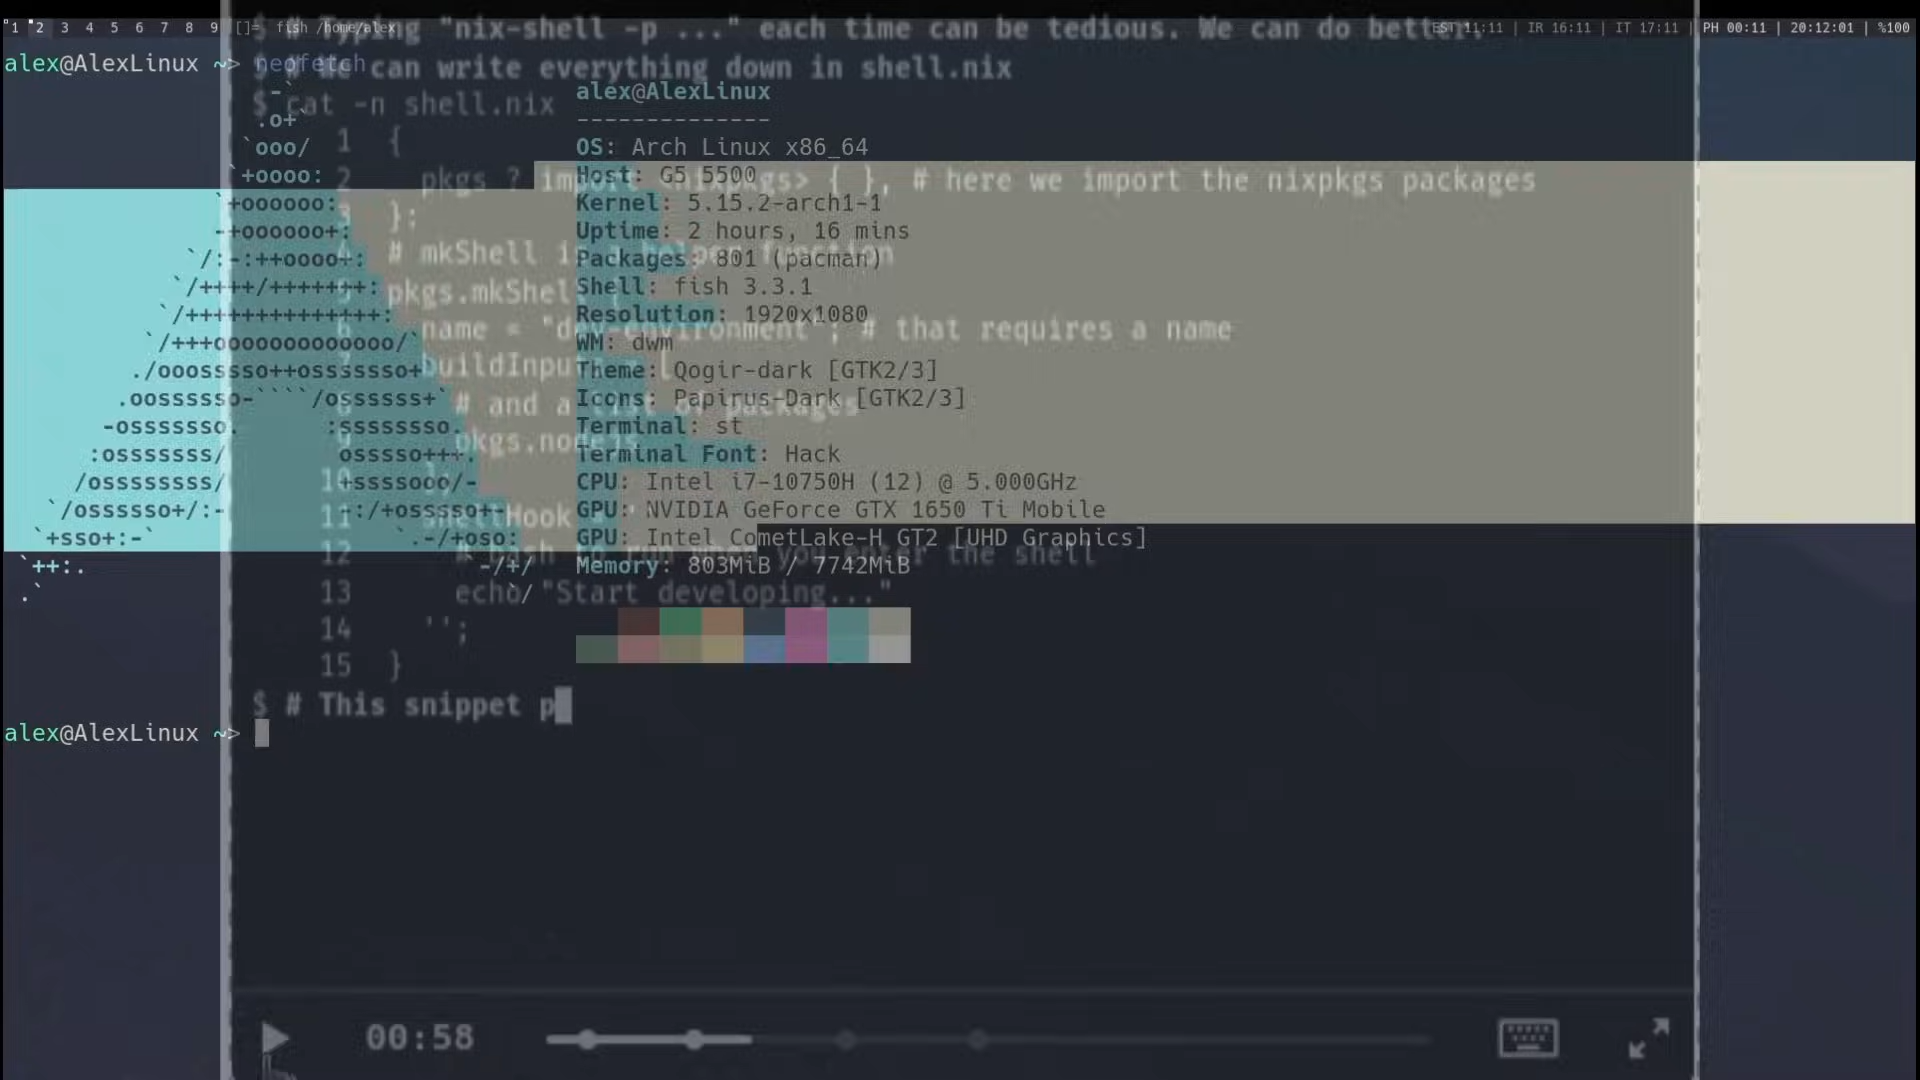 1 2 3 4 5 6 7 8 9 []= fish /home/alex EST 11:11 | IR 16:11 | IT 17:11 | PH 00:11 | 20:12:01 | %100
$ # Typing "nix-shell -p ..." each time can be tedious. We can do better.
alex@AlexLinux ~> neofetch
can write everything down in shell.nix
$ cat -n shell.nix
1 {
2 pkgs ? import <nixpkgs> { }, # here we import the nixpkgs packages
3 }:
# mkShell is a helper function
pkgs.mkShell {
6 name = "dev-environment"; # that requires a name
buildInpu [
8 # and a list of packages
9 pkgs.nodejs
10 ];
11 shellHook = ''
12 # bash to run when you enter the shell
13 echo "Start developing..."
14 '';
15 }
$ # This snippet p
alex@AlexLinux
--------------
OS: Arch Linux x86_64
Host: G5 5500
Kernel: 5.15.2-arch1-1
Uptime: 2 hours, 16 mins
Packages: 801 (pacman)
Shell: fish 3.3.1
Resolution: 1920x1080
WM: dwm
Theme: Qogir-dark [GTK2/3]
Icons: Papirus-Dark [GTK2/3]
Terminal: st
Terminal Font: Hack
CPU: Intel i7-10750H (12) @ 5.000GHz
GPU: NVIDIA GeForce GTX 1650 Ti Mobile
GPU: Intel CometLake-H GT2 [UHD Graphics]
Memory: 803MiB / 7742MiB
alex@AlexLinux ~>
00:58